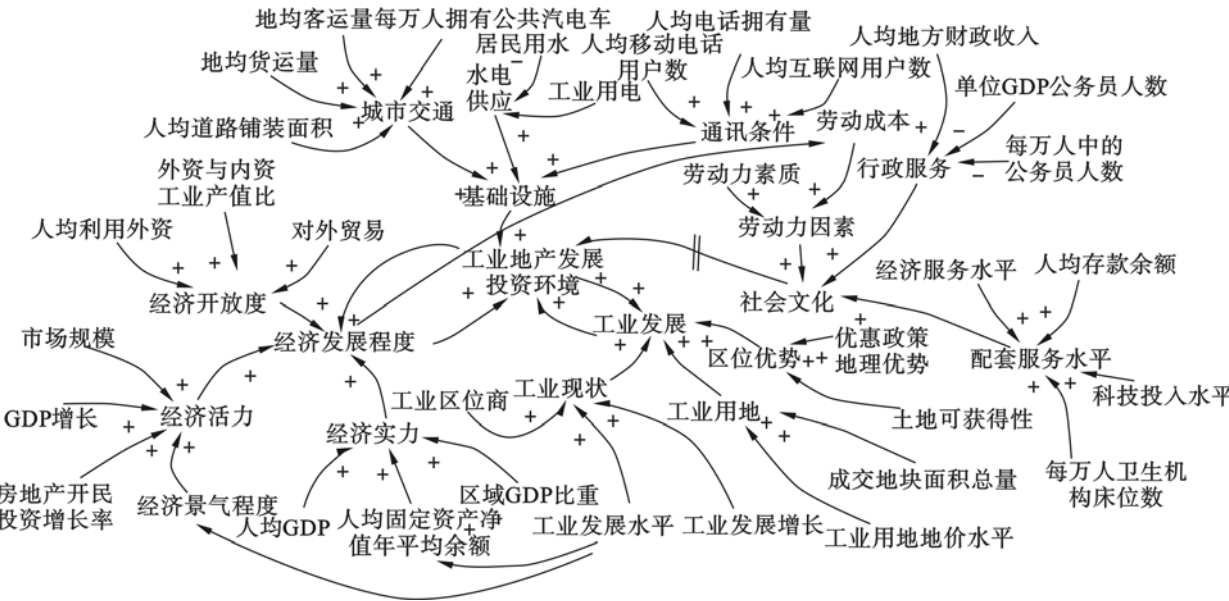 地均客运量每万人拥有公共汽电车
人均电话拥有量
居民用水
人均移动电话
用户数
人均地方财政收入
地均货运量
水电
供应
工业用电
人均互联网用户数
单位GDP公务员人数
城市交通
人均道路铺装面积
通讯条件
劳动成本
外资与内资
工业产值比
行政服务
每万人中的
公务员人数
劳动力素质
基础设施
人均利用外资
对外贸易
劳动力因素
工业地产发展
投资环境
经济服务水平
人均存款余额
经济开放度
社会文化
市场规模
经济发展程度
工业发展
优惠政策
地理优势
区位优势
配套服务水平
工业区位商
工业现状
科技投入水平
GDP增长
经济活力
工业用地
土地可获得性
经济实力
房地产开民
投资增长率
经济景气程度
人均GDP
人均固定资产净
值年平均余额
区域GDP比重
工业发展水平
工业发展增长
成交地块面积总量
每万人卫生机
构床位数
工业用地地价水平